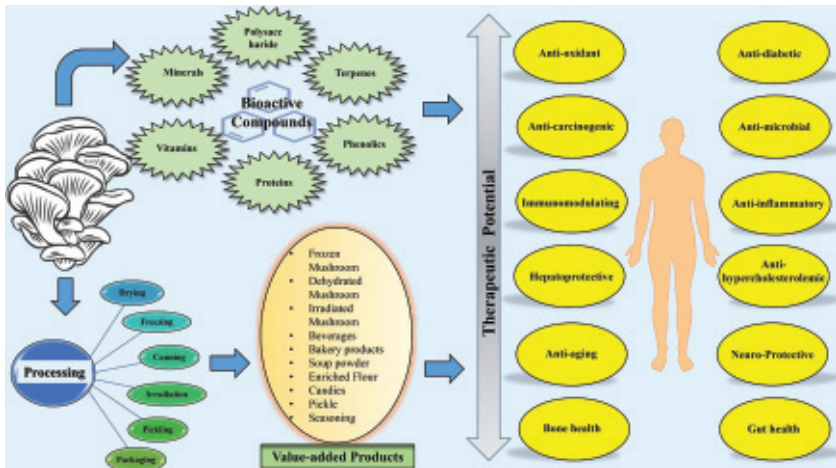 Polysacc
haride
Minerals
Terpenes
Bioactive
Compounds
Vitamins
Phenolics
Proteins
Drying
Freezing
Canning
Irradiation
Pickling
Packaging
Processing
• Frozen
Mushroom
• Dehydrated
Mushroom
• Irradiated
Mushroom
• Beverages
• Bakery products
• Soup powder
• Enriched Flour
• Candies
• Pickle
• Seasoning
Value-added Products
Therapeutic Potential
Anti-oxidant
Anti-carcinogenic
Immunomodulating
Hepatoprotective
Anti-aging
Bone health
Anti-diabetic
Anti-microbial
Anti-inflammatory
Anti-
hypercholesterolemic
Neuro-Protective
Gut health